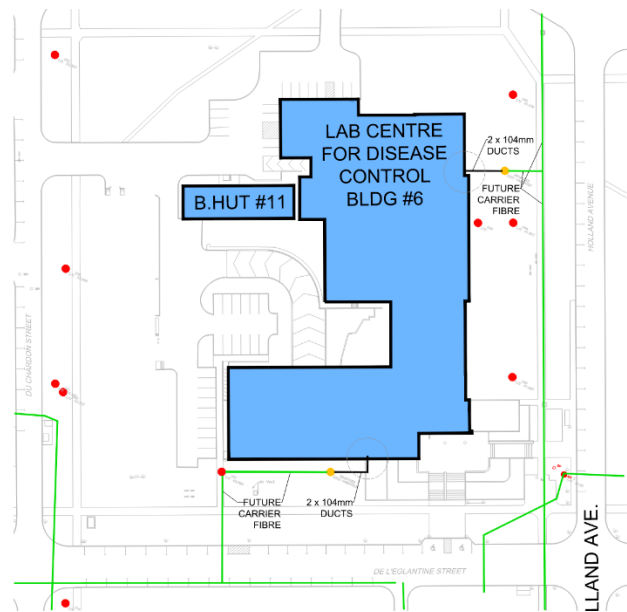 LAB CENTRE
FOR DISEASE
CONTROL
BLDG #6
2 x 104mm
DUCTS
B.HUT #11
FUTURE
CARRIER
FIBRE
HOLLAND AVENUE
DU CHARDON STREET
FUTURE
CARRIER
FIBRE
2 x 104mm
DUCTS
DE L'EGLANTINE STREET
LLAND AVE.